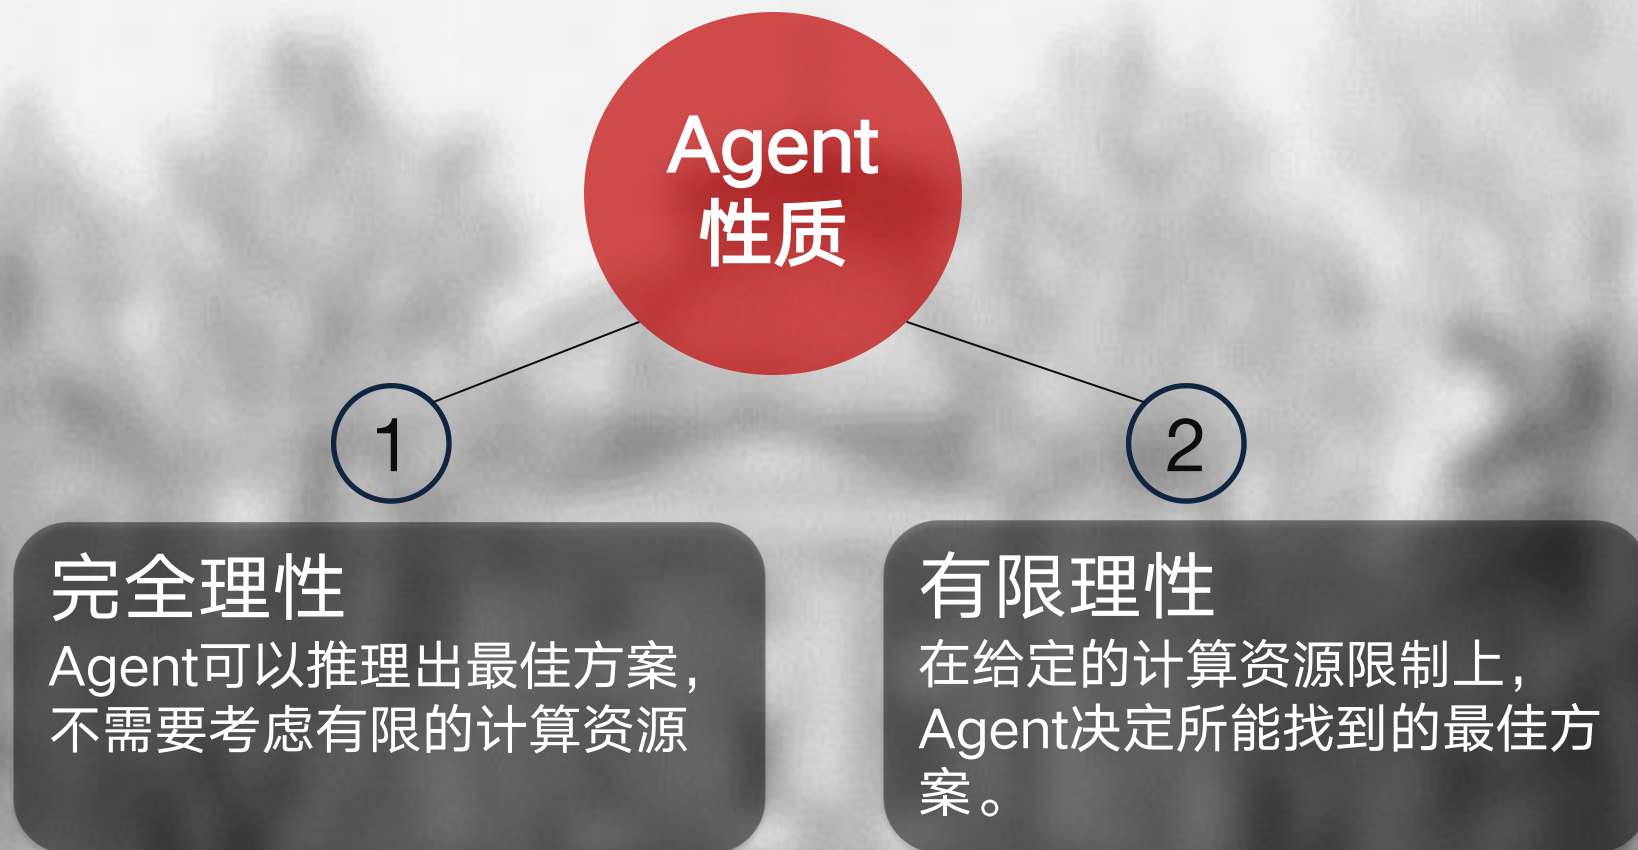 Agent
性质
1
2
完全理性
Agent可以推理出最佳方案，
不需要考虑有限的计算资源
有限理性
在给定的计算资源限制上，
Agent决定所能找到的最佳方
案。